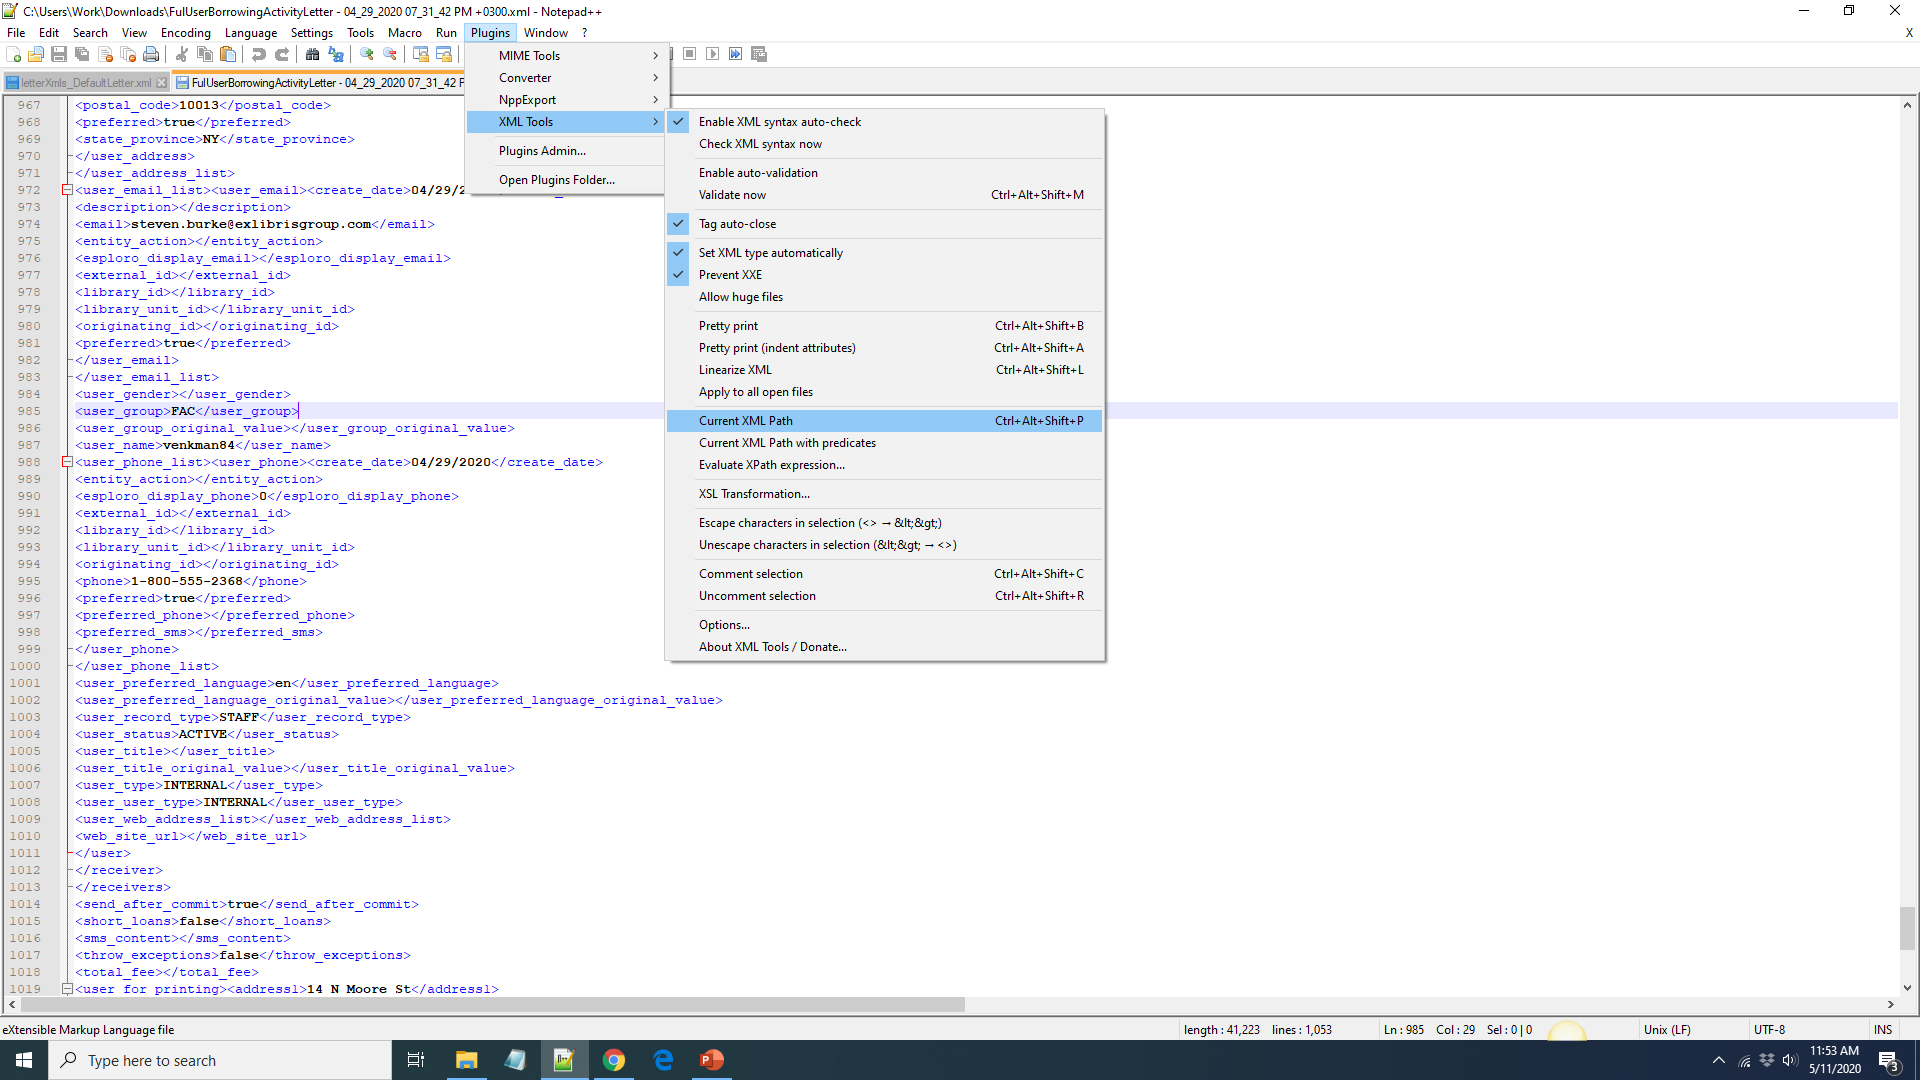 C:\Users\Work\Downloads\FulUserBorrowingActivityLetter - 04_29_2020 07_31_42 PM +0300.xml - Notepad++
File Edit Search View Encoding Language Settings Tools Macro Run Plugins Window ? X
letterXmls_DefaultLetter.xml FulUserBorrowingActivityLetter - 04_29_2020 07_31_42
MIME Tools
Converter
NppExport
XML Tools
Plugins Admin...
Open Plugins Folder...
Enable XML syntax auto-check
Check XML syntax now
Enable auto-validation
Validate now Ctrl+Alt+Shift+M
Tag auto-close
Set XML type automatically
Prevent XXE
Allow huge files
Pretty print Ctrl+Alt+Shift+B
Pretty print (indent attributes) Ctrl+Alt+Shift+A
Linearize XML Ctrl+Alt+Shift+L
Apply to all open files
Current XML Path Ctrl+Alt+Shift+P
Current XML Path with predicates
Evaluate XPath expression...
XSL Transformation...
Escape characters in selection (<> → &lt;&gt;)
Unescape characters in selection (&lt;&gt; → <>)
Comment selection Ctrl+Alt+Shift+C
Uncomment selection Ctrl+Alt+Shift+R
Options...
About XML Tools / Donate...
967 <postal_code>10013</postal_code>
968 <preferred>true</preferred>
969 <state_province>NY</state_province>
970 </user_address>
971 </user_address_list>
972 <user_email_list><user_email><create_date>04/29/2
973 <description></description>
974 <email>steven.burke@exlibrisgroup.com</email>
975 <entity_action></entity_action>
976 <esploro_display_email></esploro_display_email>
977 <external_id></external_id>
978 <library_id></library_id>
979 <library_unit_id></library_unit_id>
980 <originating_id></originating_id>
981 <preferred>true</preferred>
982 </user_email>
983 </user_email_list>
984 <user_gender></user_gender>
985 <user_group>FAC</user_group>
986 <user_group_original_value></user_group_original_value>
987 <user_name>venkman84</user_name>
988 <user_phone_list><user_phone><create_date>04/29/2020</create_date>
989 <entity_action></entity_action>
990 <esploro_display_phone>0</esploro_display_phone>
991 <external_id></external_id>
992 <library_id></library_id>
993 <library_unit_id></library_unit_id>
994 <originating_id></originating_id>
995 <phone>1-800-555-2368</phone>
996 <preferred>true</preferred>
997 <preferred_phone></preferred_phone>
998 <preferred_sms></preferred_sms>
999 </user_phone>
1000 </user_phone_list>
1001 <user_preferred_language>en</user_preferred_language>
1002 <user_preferred_language_original_value></user_preferred_language_original_value>
1003 <user_record_type>STAFF</user_record_type>
1004 <user_status>ACTIVE</user_status>
1005 <user_title></user_title>
1006 <user_title_original_value></user_title_original_value>
1007 <user_type>INTERNAL</user_type>
1008 <user_user_type>INTERNAL</user_user_type>
1009 <user_web_address_list></user_web_address_list>
1010 <web_site_url></web_site_url>
1011 </user>
1012 </receiver>
1013 </receivers>
1014 <send_after_commit>true</send_after_commit>
1015 <short_loans>false</short_loans>
1016 <sms_content></sms_content>
1017 <throw_exceptions>false</throw_exceptions>
1018 <total_fee></total_fee>
1019 <user_for_printing><address1>14 N Moore St</address1>
eXtensible Markup Language file length : 41,223 lines : 1,053 Ln : 985 Col : 29 Sel : 0 | 0 Unix (LF) UTF-8 INS
Type here to search
11:53 AM
5/11/2020
3